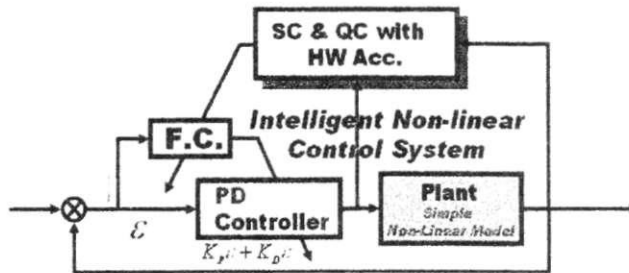 SC & QC with
HW Acc.
F.C.
Intelligent Non-linear
Control System
PD
Controller
Plant
Simple
Non-Linear Model
ε